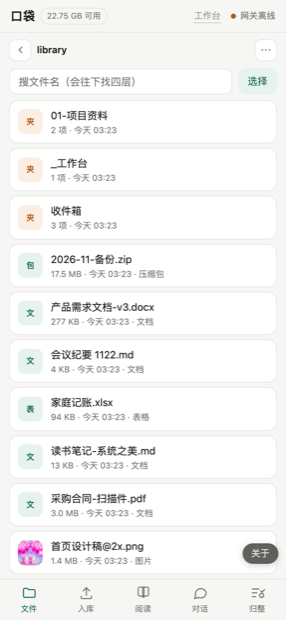 口袋 22.75 GB 可用 工作台 网关离线
library
搜文件名（会往下找四层） 选择
夹 01-项目资料
2 项 · 今天 03:23
夹 _工作台
1 项 · 今天 03:23
夹 收件箱
3 项 · 今天 03:23
包 2026-11-备份.zip
17.5 MB · 今天 03:23 · 压缩包
文 产品需求文档-v3.docx
277 KB · 今天 03:23 · 文档
文 会议纪要 1122.md
4 KB · 今天 03:23 · 文档
表 家庭记账.xlsx
94 KB · 今天 03:23 · 表格
文 读书笔记-系统之美.md
13 KB · 今天 03:23 · 文档
文 采购合同-扫描件.pdf
3.0 MB · 今天 03:23 · 文档
首页设计稿@2x.png
1.4 MB · 今天 03:23 · 图片
关于
文件 入库 阅读 对话 归整